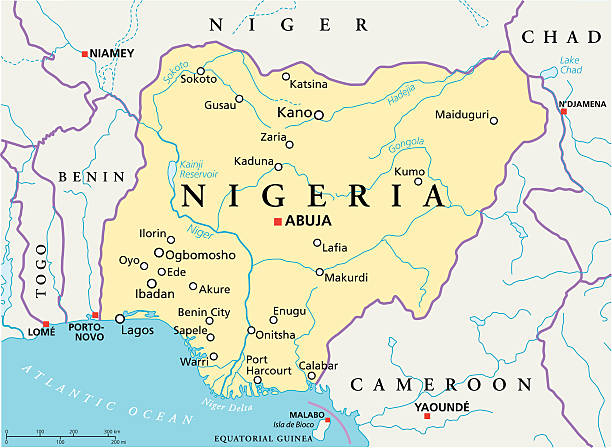 NIGER
CHAD
NIAMEY
Sokoto
Sokoto
Katsina
Lake
Chad
Gusau
Hadejia
N'DJAMENA
Kano
Maiduguri
Zaria
Gongola
Kaduna
Kainji
Reservoir
Kumo
BENIN
NIGERIA
ABUJA
Niger
Ilorin
Lafia
Ogbomosho
Oyo
Ede
Makurdi
TOGO
Ibadan
Akure
Benin City
Enugu
LOMÉ
PORTO-
NOVO
Lagos
Sapele
Onitsha
Warri
Port
Harcourt
Calabar
CAMEROON
ATLANTIC OCEAN
Niger Delta
YAOUNDÉ
MALABO
Isla de Bioco
EQUATORIAL GUINEA
0 100 200 300 km
0 100 200 mi